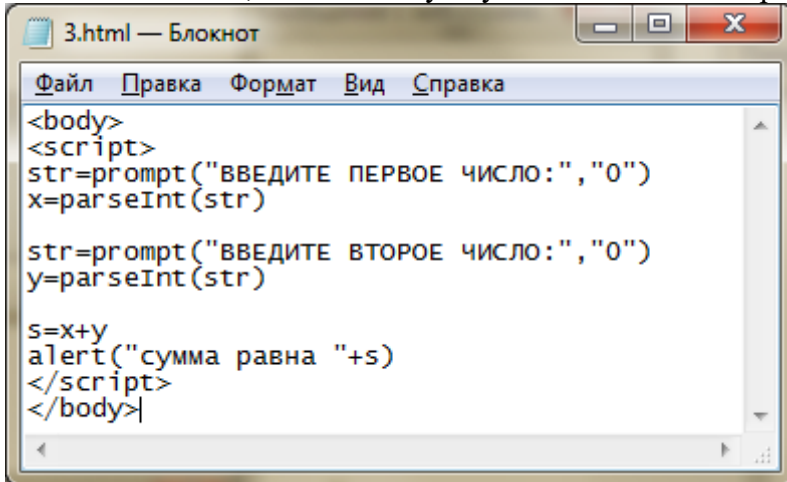 3.html — Блокнот
Файл Правка Формат Вид Справка
<body>
<script>
str=prompt("ВВЕДИТЕ ПЕРВОЕ ЧИСЛО:","0")
x=parseInt(str)
str=prompt("ВВЕДИТЕ ВТОРОЕ ЧИСЛО:","0")
y=parseInt(str)
s=x+y
alert("сумма равна "+s)
</script>
</body>